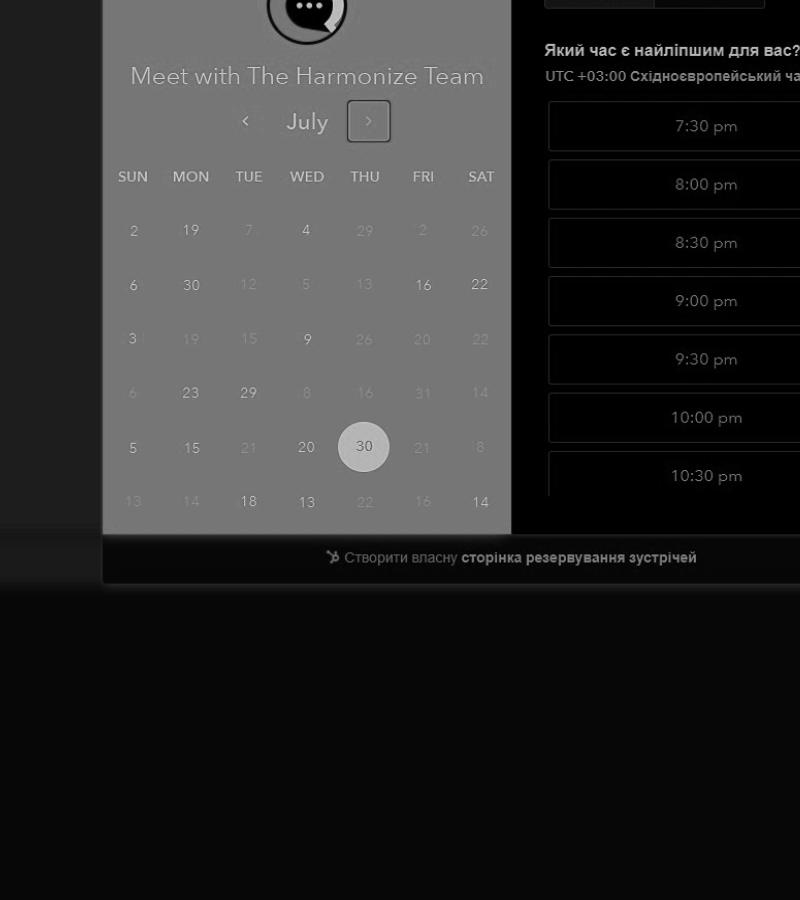 Meet with The Harmonize Team
July
SUN MON TUE WED THU FRI SAT
2 19 7 4 29 2 26
6 30 12 5 13 16 22
3 19 15 9 26 20 22
6 23 29 8 16 31 14
5 15 21 20 30 21 8
13 14 18 13 22 16 14
Який час є найліпшим для вас?
UTC +03:00 Східноєвропейський ча
7:30 pm
8:00 pm
8:30 pm
9:00 pm
9:30 pm
10:00 pm
10:30 pm
Створити власну сторінка резервування зустрічей